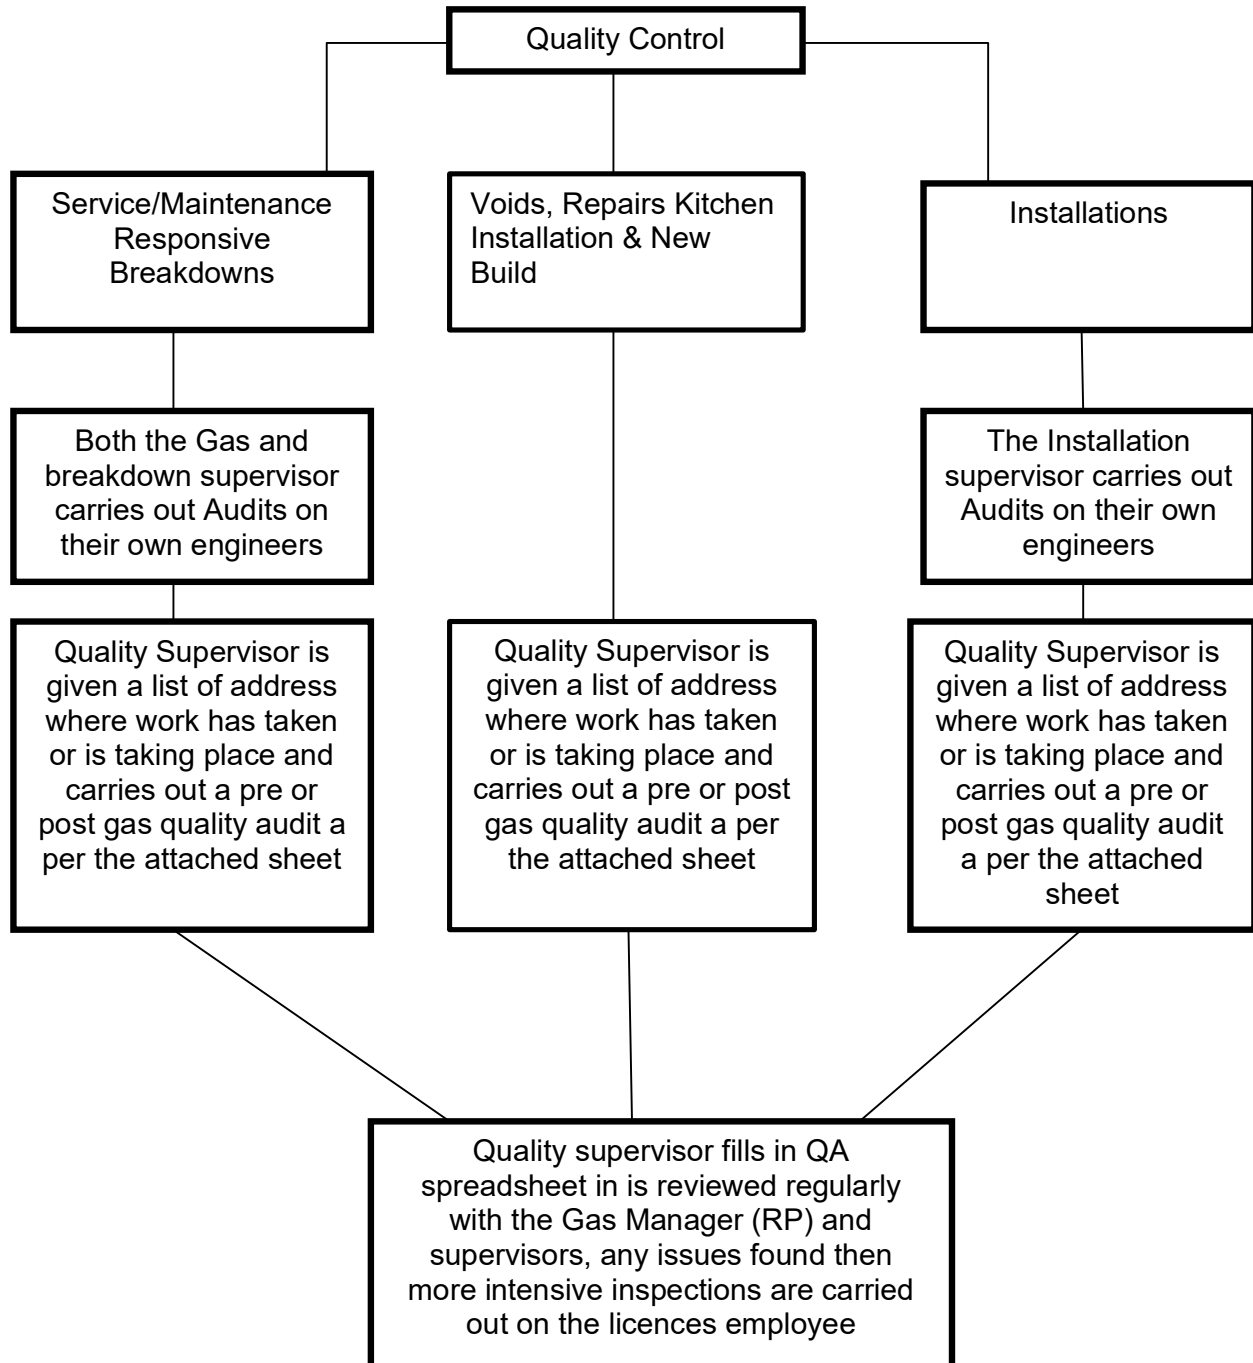 Quality Control
Service/Maintenance
Responsive
Breakdowns
Voids, Repairs Kitchen
Installation & New
Build
Installations
Both the Gas and
breakdown supervisor
carries out Audits on
their own engineers
The Installation
supervisor carries out
Audits on their own
engineers
Quality Supervisor is
given a list of address
where work has taken
or is taking place and
carries out a pre or
post gas quality audit a
per the attached sheet
Quality Supervisor is
given a list of address
where work has taken
or is taking place and
carries out a pre or post
gas quality audit a per
the attached sheet
Quality Supervisor is
given a list of address
where work has taken
or is taking place and
carries out a pre or
post gas quality audit
a per the attached
sheet
Quality supervisor fills in QA
spreadsheet in is reviewed regularly
with the Gas Manager (RP) and
supervisors, any issues found then
more intensive inspections are carried
out on the licences employee